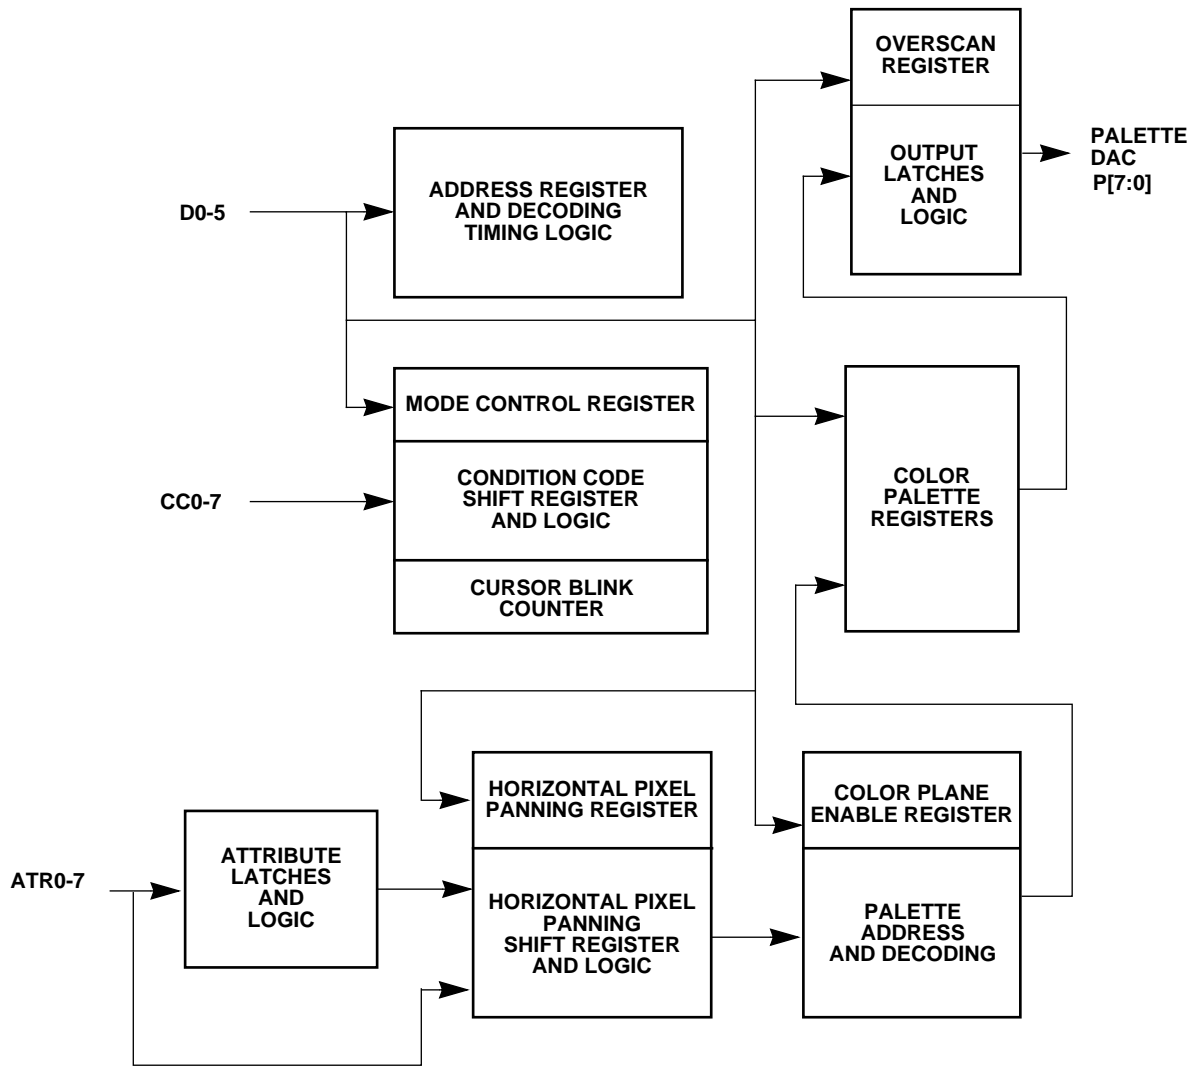 OVERSCAN
REGISTER
OUTPUT
LATCHES
AND
LOGIC
PALETTE
DAC
P[7:0]
D0-5
ADDRESS REGISTER
AND DECODING
TIMING LOGIC
MODE CONTROL REGISTER
CC0-7
CONDITION CODE
SHIFT REGISTER
AND LOGIC
CURSOR BLINK
COUNTER
COLOR
PALETTE
REGISTERS
HORIZONTAL PIXEL
PANNING REGISTER
COLOR PLANE
ENABLE REGISTER
ATR0-7
ATTRIBUTE
LATCHES
AND
LOGIC
HORIZONTAL PIXEL
PANNING
SHIFT REGISTER
AND LOGIC
PALETTE
ADDRESS
AND DECODING